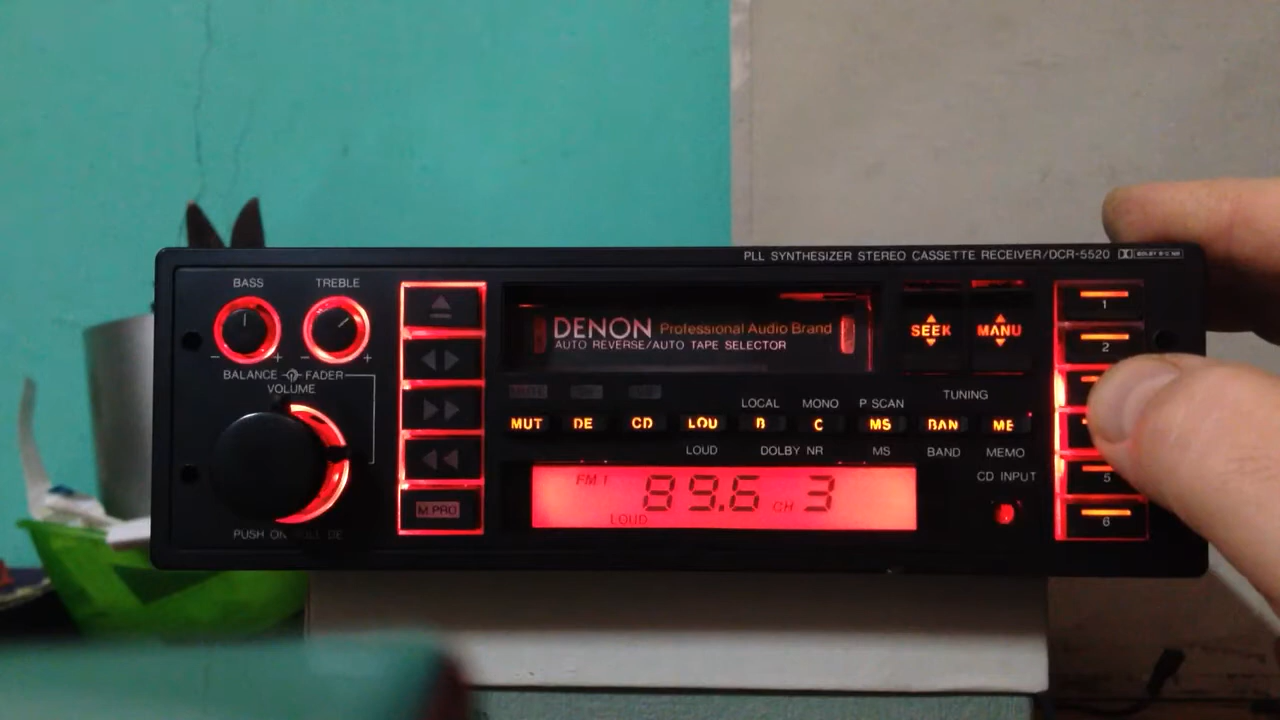 PLL SYNTHESIZER STEREO CASSETTE RECEIVER/DCR-5520
BASS TREBLE
- + - +
BALANCE FADER
VOLUME
M PRO
DENON Professional Audio Brand
AUTO REVERSE/AUTO TAPE SELECTOR
SEEK MANU
1
2
5
6
LOCAL MONO P.SCAN TUNING
MUT DE CD LOU B C MS BAN ME
LOUD DOLBY NR MS BAND MEMO
CD INPUT
FM 1 89.6 CH 3
LOUD
PUSH